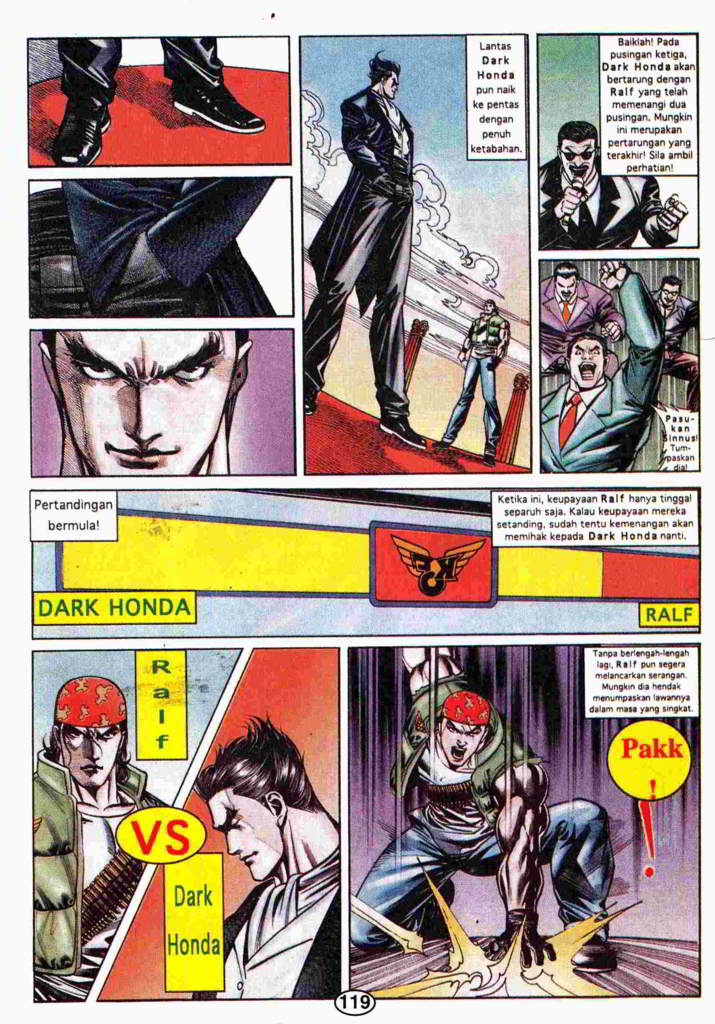 Lantas
Dark
Honda
pun naik
ke pentas
dengan
penuh
ketabahan.
Baiklah! Pada
pusingan ketiga,
Dark Honda akan
bertarung dengan
Ralf yang telah
memenangi dua
pusingan. Mungkin
ini merupakan
pertarungan yang
terakhir! Sila ambil
perhatian!
Pasu-
kan
Sinnus!
Tum-
paskan
dia!
Pertandingan
bermula!
Ketika ini, keupayaan Ralf hanya tinggal
separuh saja. Kalau keupayaan mereka
setanding, sudah tentu kemenangan akan
memihak kepada Dark Honda nanti.
DARK HONDA
RALF
Ralf
VS
Dark
Honda
Tanpa berlengah-lengah
lagi, Ralf pun segera
melancarkan serangan.
Mungkin dia hendak
menumpaskan lawannya
dalam masa yang singkat.
Pakk
!
!
119